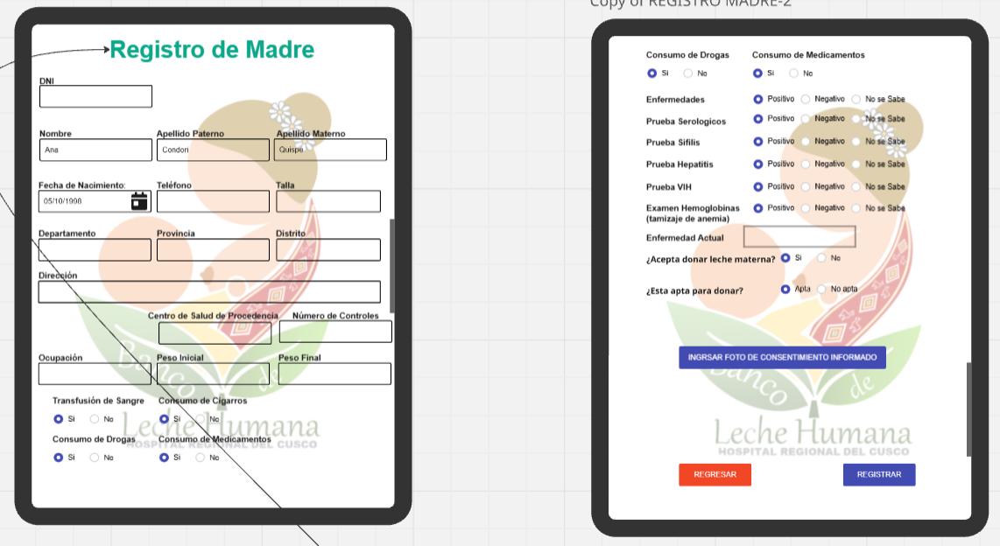 Copy of REGISTRO MADRE-2
Registro de Madre
DNI
Nombre Apellido Paterno Apellido Materno
Ana Condori Quispe
Fecha de Nacimiento: Teléfono Talla
05/10/1998
Departamento Provincia Distrito
Dirección
Centro de Salud de Procedencia Número de Controles
Ocupación Peso Inicial Peso Final
Transfusión de Sangre Consumo de Cigarros
Si No Si No
Consumo de Drogas Consumo de Medicamentos
Si No Si No
Banco de
Leche Humana
HOSPITAL REGIONAL DEL CUSCO
Consumo de Drogas Consumo de Medicamentos
Si No Si No
Enfermedades Positivo Negativo No se Sabe
Prueba Serologicos Positivo Negativo No se Sabe
Prueba Sifilis Positivo Negativo No se Sabe
Prueba Hepatitis Positivo Negativo No se Sabe
Prueba VIH Positivo Negativo No se Sabe
Examen Hemoglobinas Positivo Negativo No se Sabe
(tamizaje de anemia)
Enfermedad Actual
¿Acepta donar leche materna? Si No
¿Esta apta para donar? Apta No apta
INGRSAR FOTO DE CONSENTIMIENTO INFORMADO
Banco de
Leche Humana
HOSPITAL REGIONAL DEL CUSCO
REGRESAR REGISTRAR